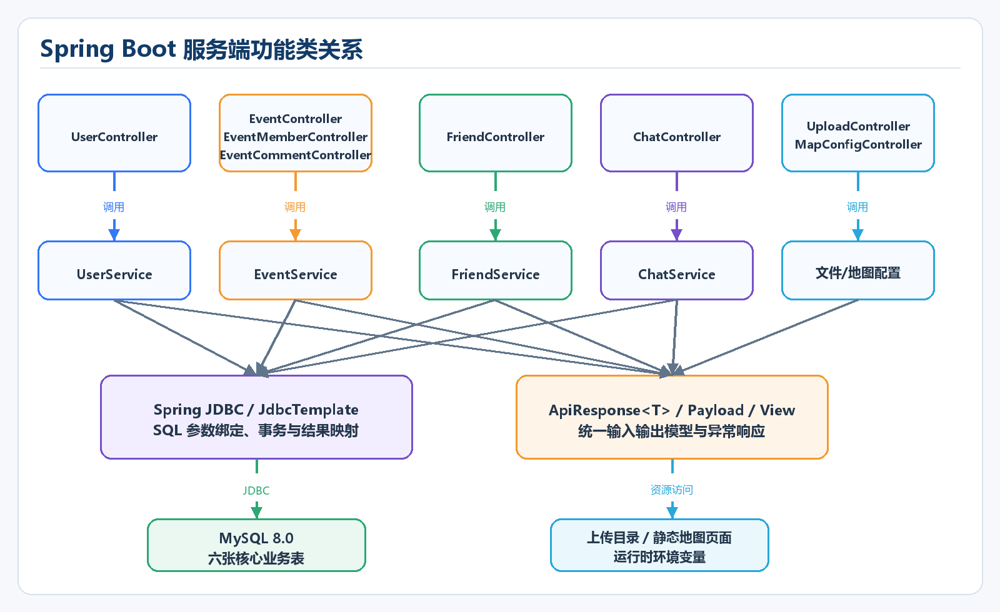 Spring Boot 服务端功能类关系
UserController
EventController
EventMemberController
EventCommentController
FriendController
ChatController
UploadController
MapConfigController
调用
调用
调用
调用
调用
UserService
EventService
FriendService
ChatService
文件/地图配置
Spring JDBC / JdbcTemplate
SQL 参数绑定、事务与结果映射
ApiResponse<T> / Payload / View
统一输入输出模型与异常响应
JDBC
资源访问
MySQL 8.0
六张核心业务表
上传目录 / 静态地图页面
运行时环境变量